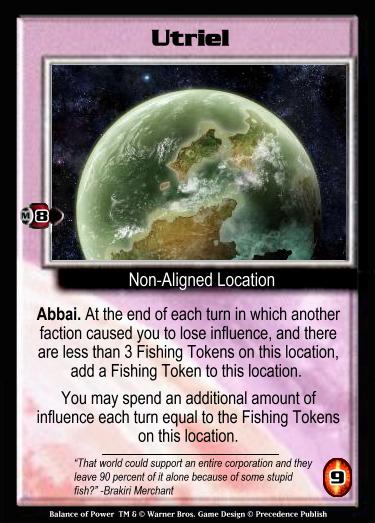 Utriel
M 8
Non-Aligned Location
Abbai. At the end of each turn in which another
faction caused you to lose influence, and there
are less than 3 Fishing Tokens on this location,
add a Fishing Token to this location.
You may spend an additional amount of
influence each turn equal to the Fishing Tokens
on this location.
“That world could support an entire corporation and they
leave 90 percent of it alone because of some stupid
fish?” -Brakiri Merchant
9
Balance of Power TM & © Warner Bros. Game Design © Precedence Publish